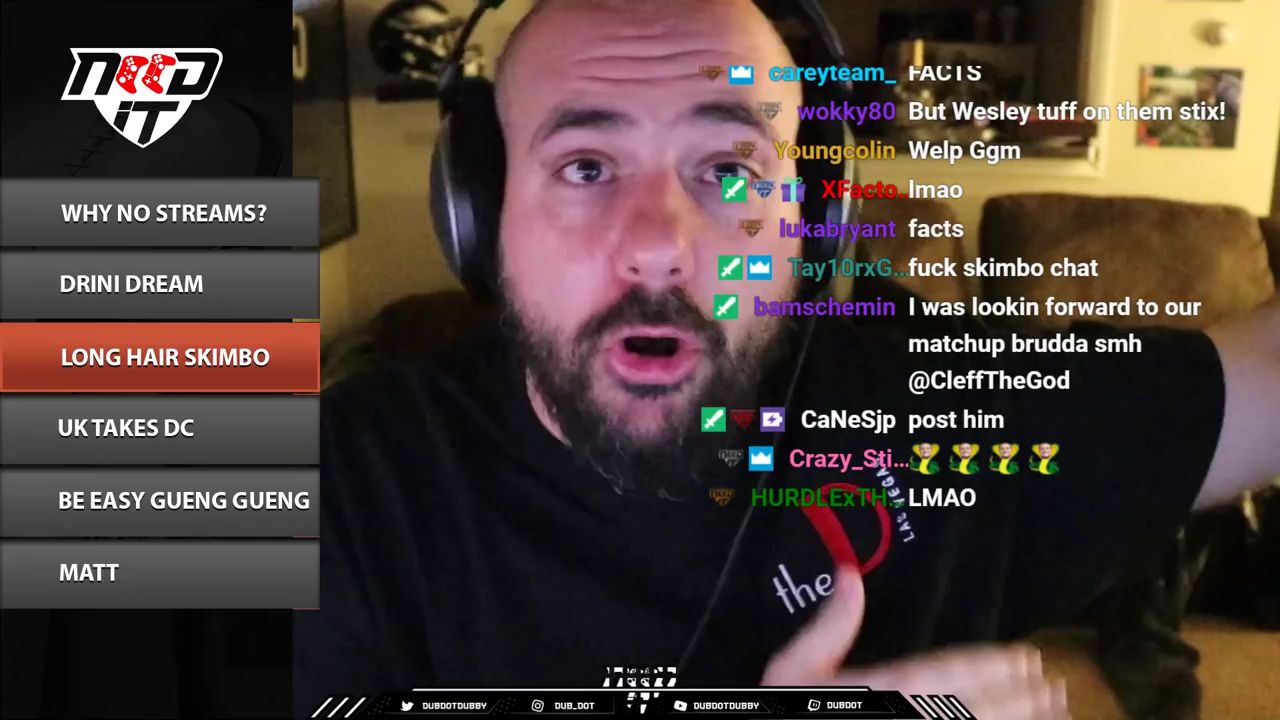 IT
WHY NO STREAMS?
DRINI DREAM
LONG HAIR SKIMBO
UK TAKES DC
BE EASY GUENG GUENG
MATT
careyteam_ FACTS
wokky80 But Wesley tuff on them stix!
Youngcolin Welp Ggm
XFacto... lmao
lukabryant facts
Tay10rxG... fuck skimbo chat
bamschemin I was lookin forward to our
matchup brudda smh
@CleffTheGod
CaNeSjp post him
Crazy_Sti...
HURDLExTH... LMAO
the D
LAS VEGAS
DUBDOTDUBBY
DUB_DOT
DUBDOTDUBBY
DUBDOT